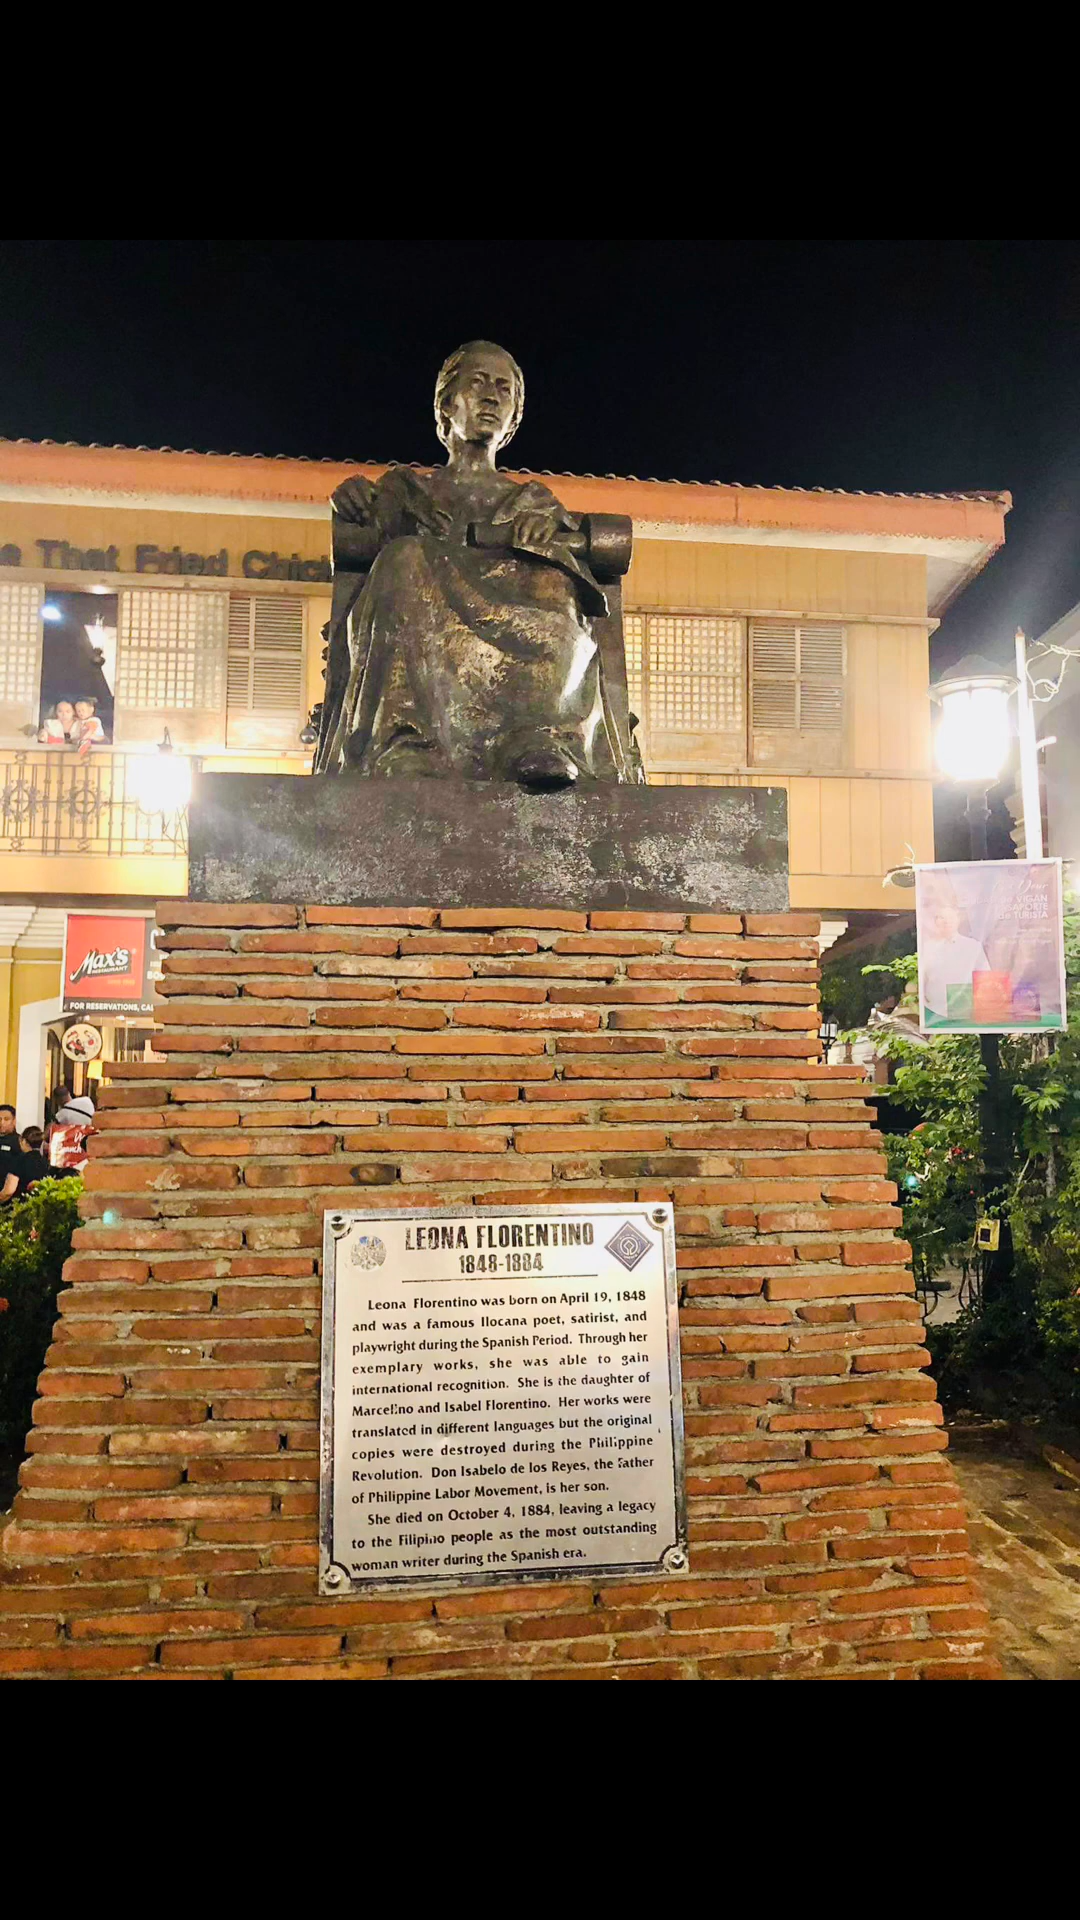 e That Fried Chic
Max's
RESTAURANT
FOR RESERVATIONS, CAL
VIGAN
TURISTA
LEONA FLORENTINO
1848-1884
Leona Florentino was born on April 19, 1848
and was a famous Ilocana poet, satirist, and
playwright during the Spanish Period. Through her
exemplary works, she was able to gain
international recognition. She is the daughter of
Marcelino and Isabel Florentino. Her works were
translated in different languages but the original
copies were destroyed during the Philippine
Revolution. Don Isabelo de los Reyes, the father
of Philippine Labor Movement, is her son.
She died on October 4, 1884, leaving a legacy
to the Filipino people as the most outstanding
woman writer during the Spanish era.